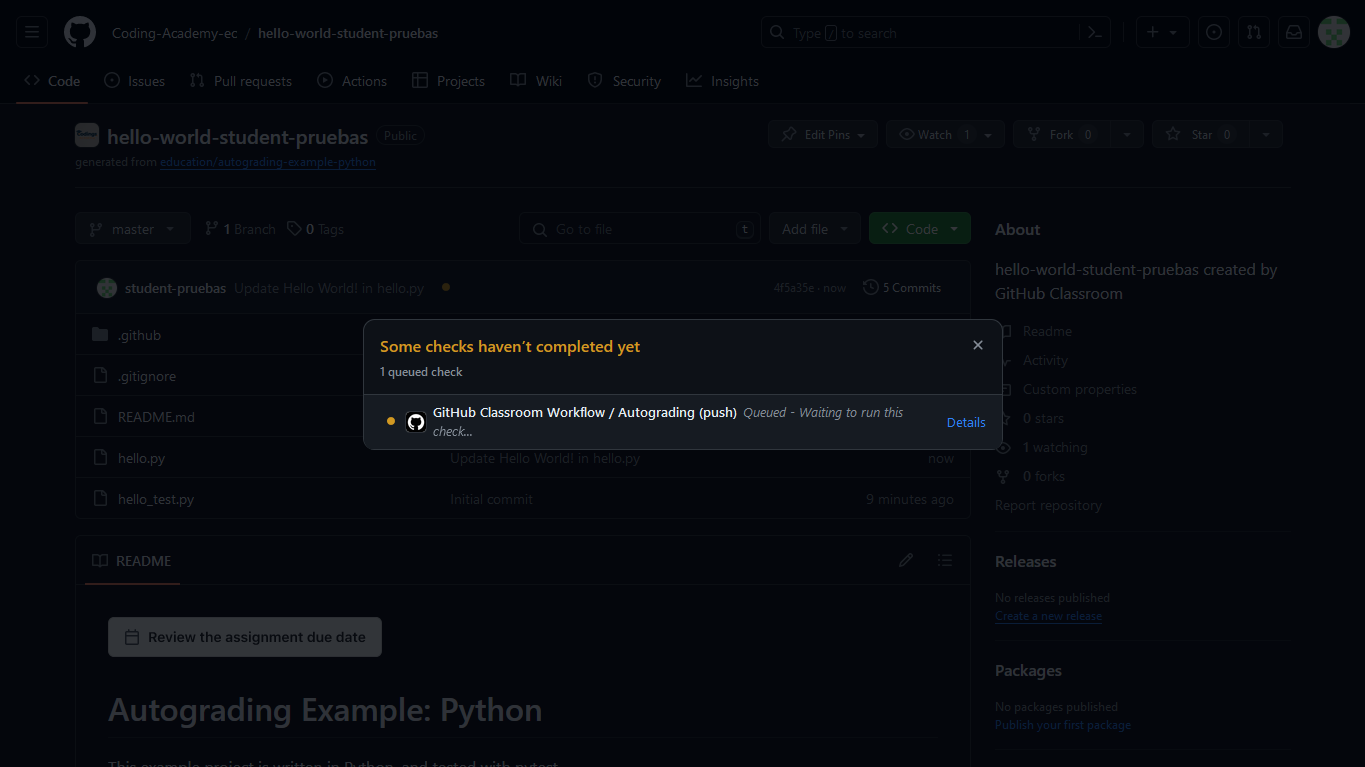 Coding-Academy-ec / hello-world-student-pruebas
Type / to search
Code Issues Pull requests Actions Projects Wiki Security Insights
hello-world-student-pruebas Public
Edit Pins Watch 1 Fork 0 Star 0
generated from education/autograding-example-python
master 1 Branch 0 Tags Go to file t Add file Code
student-pruebas Update Hello World! in hello.py 4f5a35e · now 5 Commits
.github
.gitignore
README.md
hello.py Update Hello World! in hello.py now
hello_test.py Initial commit 9 minutes ago
Some checks haven’t completed yet
1 queued check
GitHub Classroom Workflow / Autograding (push) Queued - Waiting to run this
check...
Details
README
Review the assignment due date
Autograding Example: Python
This example project is written in Python, and tested with pytest.
About
hello-world-student-pruebas created by
GitHub Classroom
Readme
Activity
Custom properties
0 stars
1 watching
0 forks
Report repository
Releases
No releases published
Create a new release
Packages
No packages published
Publish your first package